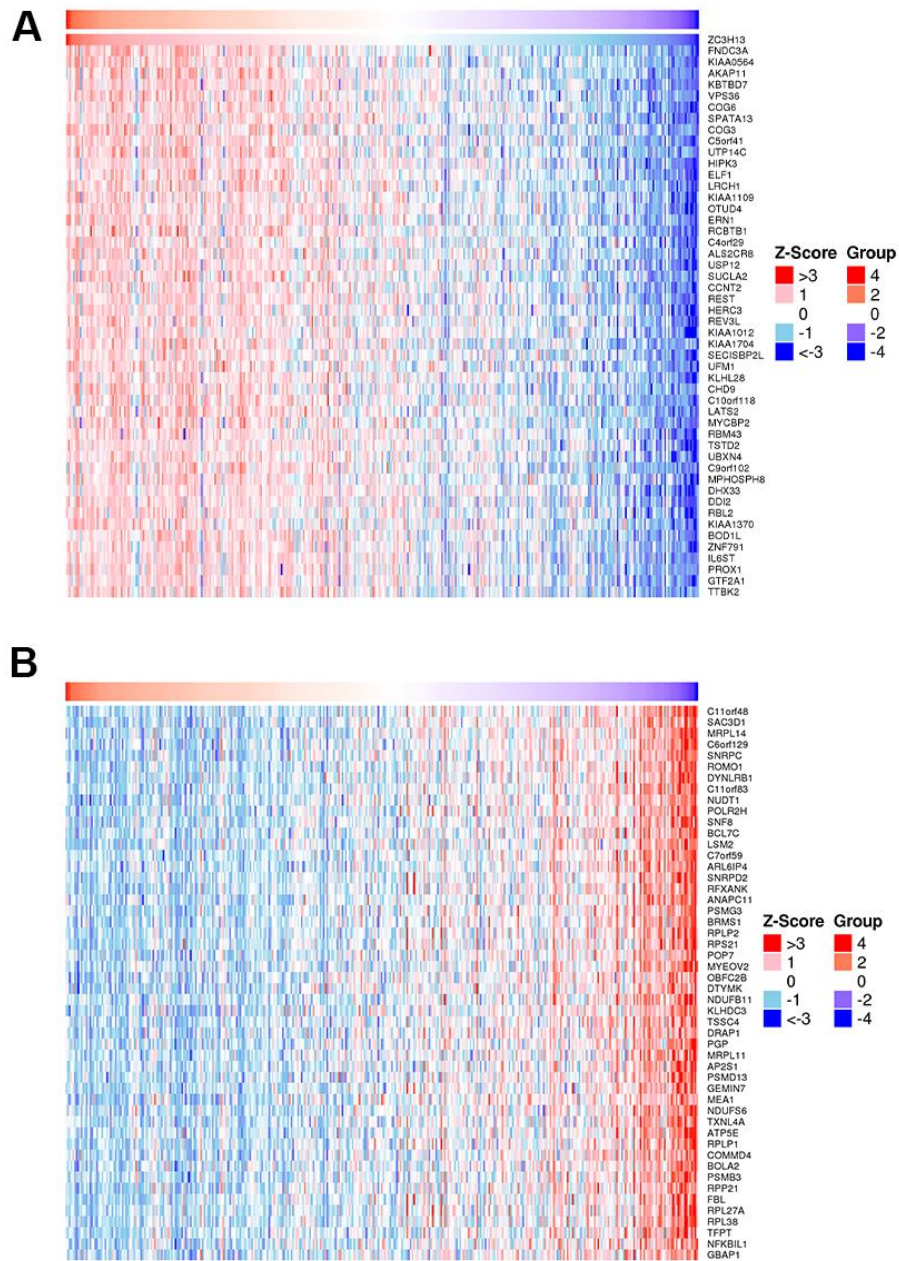 A
ZC3H13
FNDC3A
KIAA0564
AKAP11
KBTBD7
VPS36
COG6
SPATA13
COG3
C5orf41
UTP14C
HIPK3
ELF1
LRCH1
KIAA1109
OTUD4
ERN1
RCBTB1
C4orf29
ALS2CR8
USP12
SUCLA2
CCNT2
REST
HERC3
REV3L
KIAA1012
KIAA1704
SECISBP2L
UFM1
KLHL28
CHD9
C10orf118
LATS2
MYCBP2
RBM43
TSTD2
UBXN4
C9orf102
MPHOSPH8
DHX33
DDI2
RBL2
KIAA1370
BOD1L
ZNF791
IL6ST
PROX1
GTF2A1
TTBK2
Z-Score Group
>3 4
1 2
0 0
-1 -2
<-3 -4
B
C11orf48
SAC3D1
MRPL14
C6orf129
SNRPC
ROMO1
DYNLRB1
C11orf83
NUDT1
POLR2H
SNF8
BCL7C
LSM2
C7orf59
ARL6IP4
SNRPD2
RFXANK
ANAPC11
PSMG3
BRMS1
RPLP2
RPS21
POP7
MYEOV2
OBFC2B
DTYMK
NDUFB11
KLHDC3
TSSC4
DRAP1
PGP
MRPL11
AP2S1
PSMD13
GEMIN7
MEA1
NDUFS6
TXNL4A
ATP5E
RPLP1
COMMD4
BOLA2
PSMB3
RPP21
FBL
RPL27A
RPL38
TFPT
NFKBIL1
GBAP1
Z-Score Group
>3 4
1 2
0 0
-1 -2
<-3 -4